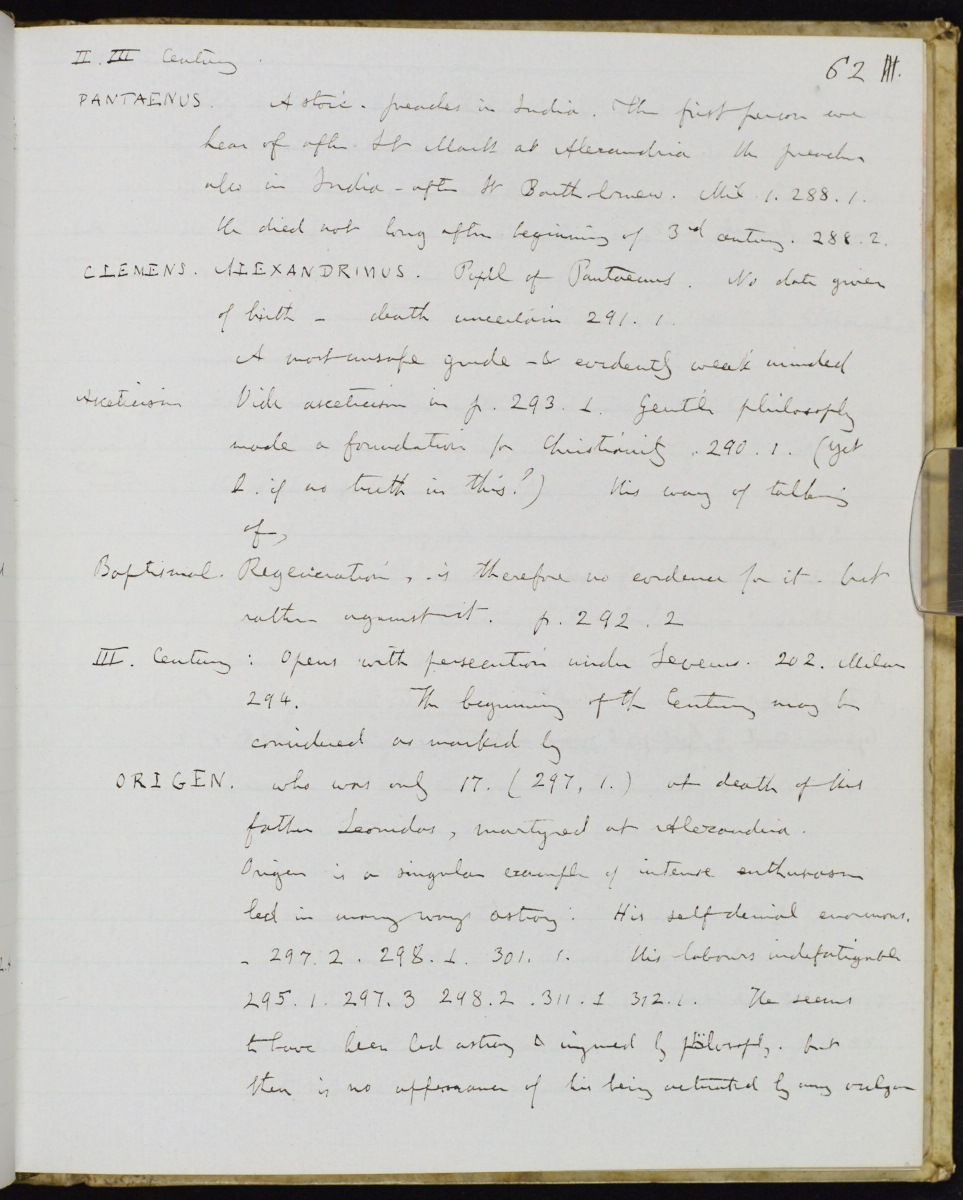 II. III Century.
62 III.
PANTAENUS. A stoic. preaches in India. The first person we
hear of after St Mark at Alexandria he preaches
also in India - after St Bartholomew. Mil. 1. 288. 1.
He died not long after beginning of 3rd century. 288. 2.
CLEMENS. ALEXANDRINUS. Pupil of Pantaenus. No date given
of birth - death uncertain 291. 1.
A most unsafe guide - & evidently weak minded
Asceticism Vide asceticism in p. 293. 1. Gentile philosophy
made a foundation for Christianity. 290. 1. (yet
Q. if no truth in this?) His way of talking
of,
Baptismal. Regeneration, is therefore no evidence for it. but
rather against it. p. 292. 2
III. Century: Opens with persecution under Severus. 202. Milner
294. The beginning of the Century may be
considered as marked by
ORIGEN. who was only 17. (297, 1.) at death of his
father Leonidas, martyred at Alexandria.
Origen is a singular example of intense enthusiasm
led in many ways astray: His self denial enormous.
- 297. 2. 298. 1. 301. 1. His labours indefatigable
295. 1. 297. 3 298. 2. 311. 1 312. 1. He seems
to have been led astray & injured by philosophy. but
there is no appearance of his being actuated by any vulgar